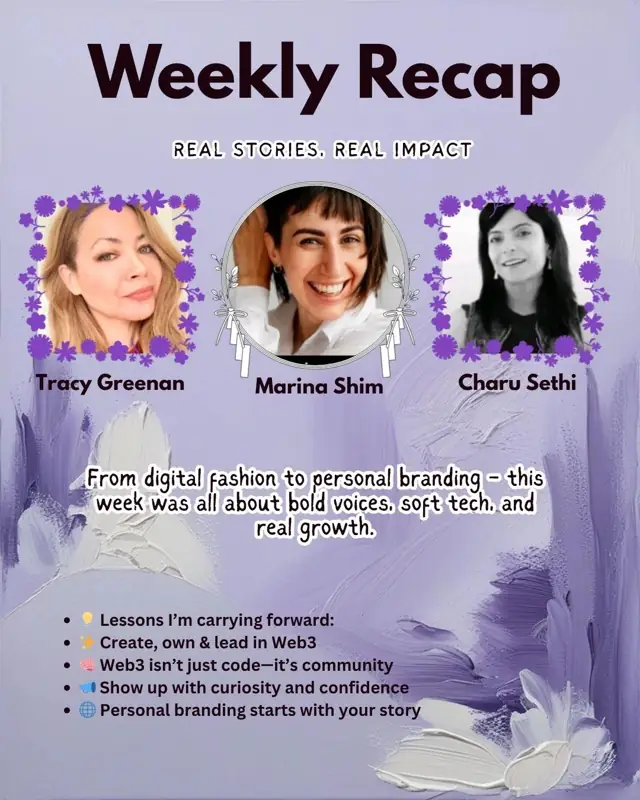 Weekly Recap
REAL STORIES. REAL IMPACT
Tracy Greenan
Marina Shim
Charu Sethi
From digital fashion to personal branding – this
week was all about bold voices, soft tech, and
real growth.
• 💡 Lessons I’m carrying forward:
• ✨ Create, own & lead in Web3
• 🧠 Web3 isn’t just code—it’s community
• 📣 Show up with curiosity and confidence
• 🌐 Personal branding starts with your story